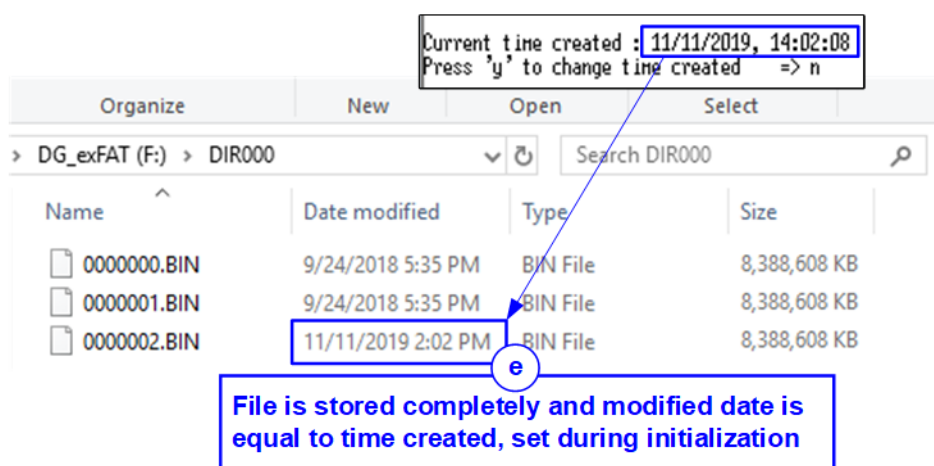 Current time created : 11/11/2019, 14:02:08
Press 'y' to change time created => n
Organize New Open Select
> DG_exFAT (F:) > DIR000 Search DIR000
Name Date modified Type Size
0000000.BIN 9/24/2018 5:35 PM BIN File 8,388,608 KB
0000001.BIN 9/24/2018 5:35 PM BIN File 8,388,608 KB
0000002.BIN 11/11/2019 2:02 PM BIN File 8,388,608 KB
e
File is stored completely and modified date is
equal to time created, set during initialization